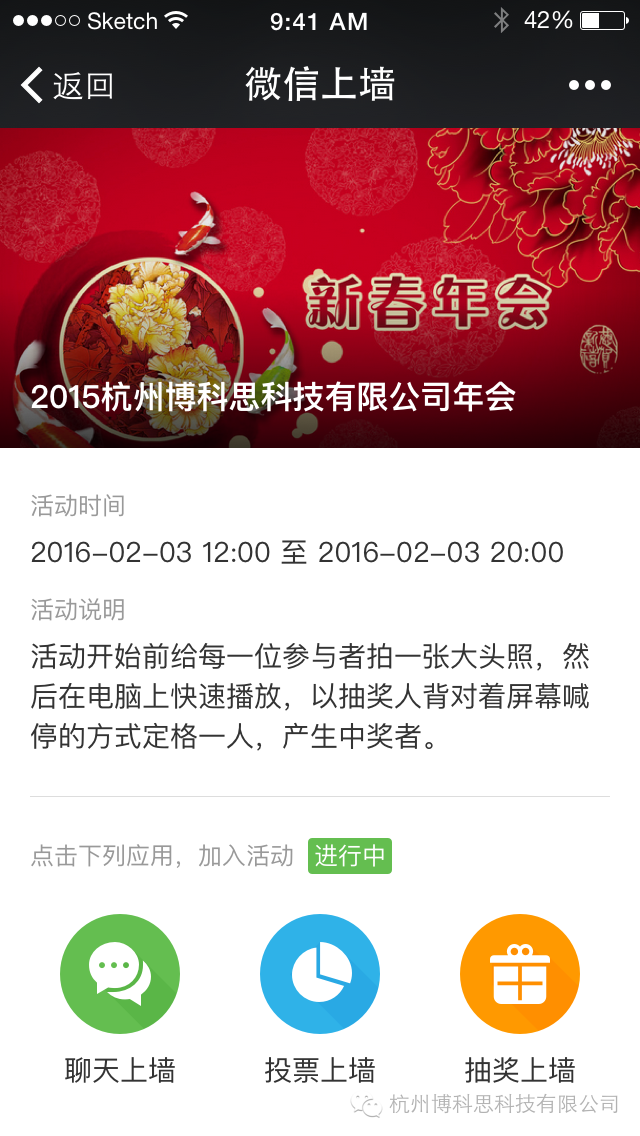 Sketch 9:41 AM 42%
返回 微信上墙
新春年会
2015杭州博科思科技有限公司年会
活动时间
2016-02-03 12:00 至 2016-02-03 20:00
活动说明
活动开始前给每一位参与者拍一张大头照，然
后在电脑上快速播放，以抽奖人背对着屏幕喊
停的方式定格一人，产生中奖者。
点击下列应用，加入活动 进行中
聊天上墙 投票上墙 抽奖上墙
杭州博科思科技有限公司